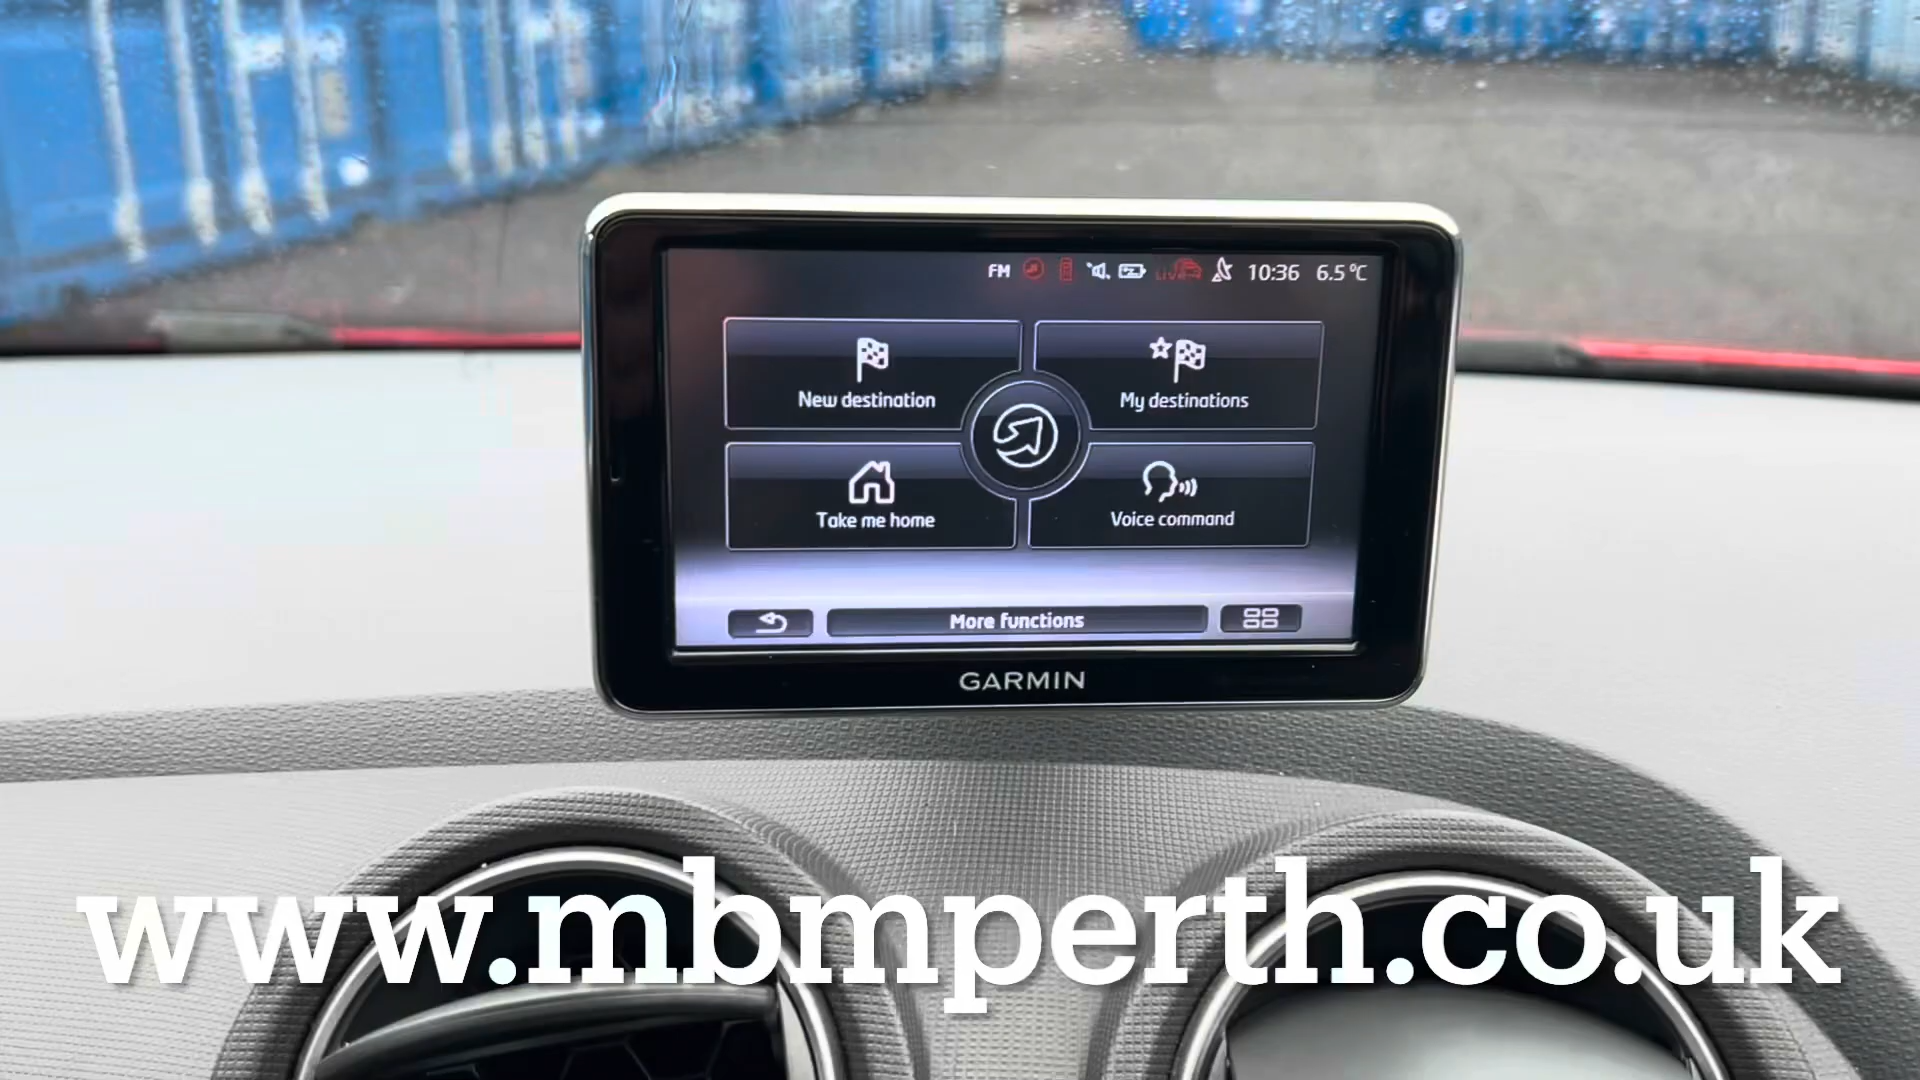 FM 10:36 6.5°C
New destination
My destinations
Take me home
Voice command
More functions
GARMIN
www.mbmperth.co.uk